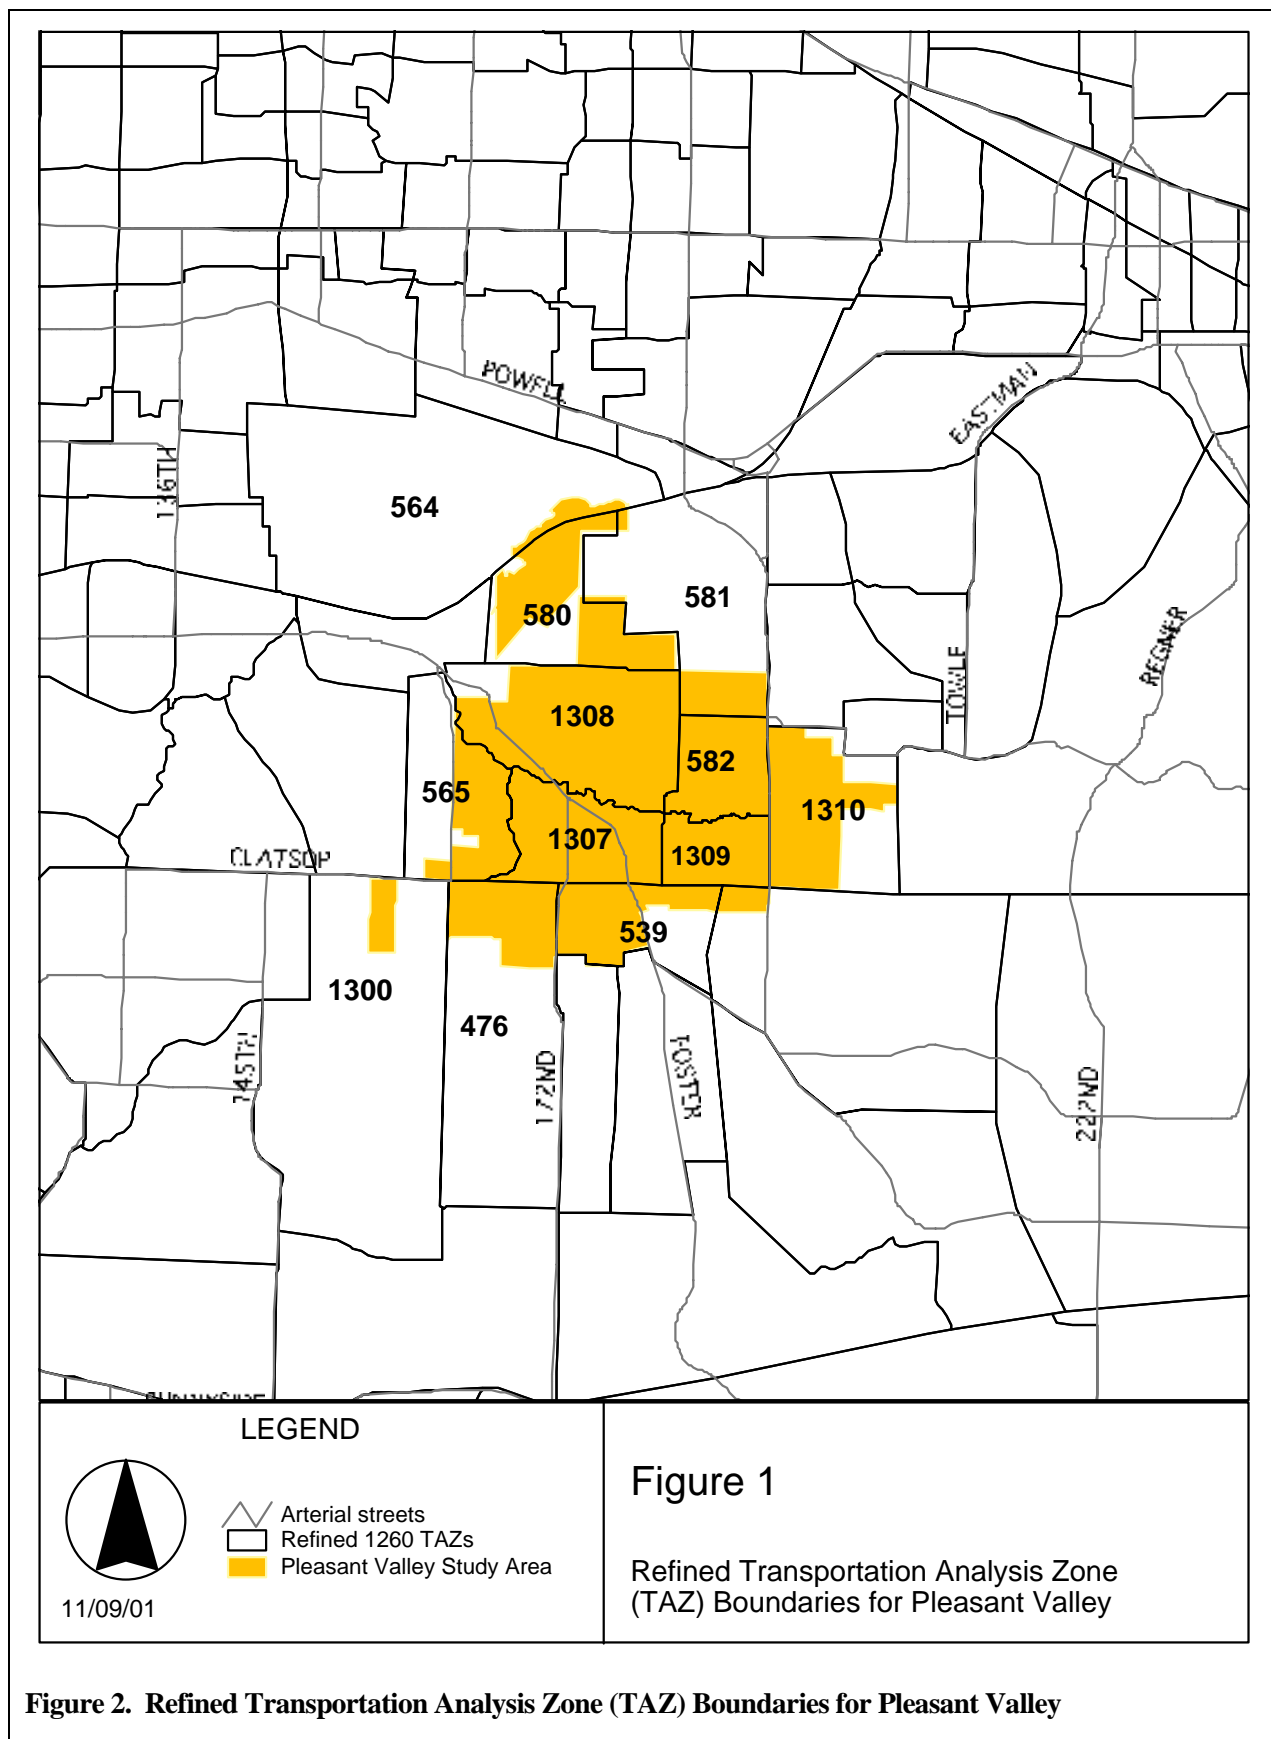 POWELL
EASTMAN
136TH
564
580
581
REGNER
TOWLE
1308
582
565
1310
1307
1309
CLATSOP
539
1300
476
145TH
172ND
FOSTER
222ND
LEGEND
Arterial streets
Refined 1260 TAZs
Pleasant Valley Study Area
11/09/01
Figure 1
Refined Transportation Analysis Zone
(TAZ) Boundaries for Pleasant Valley
Figure 2. Refined Transportation Analysis Zone (TAZ) Boundaries for Pleasant Valley